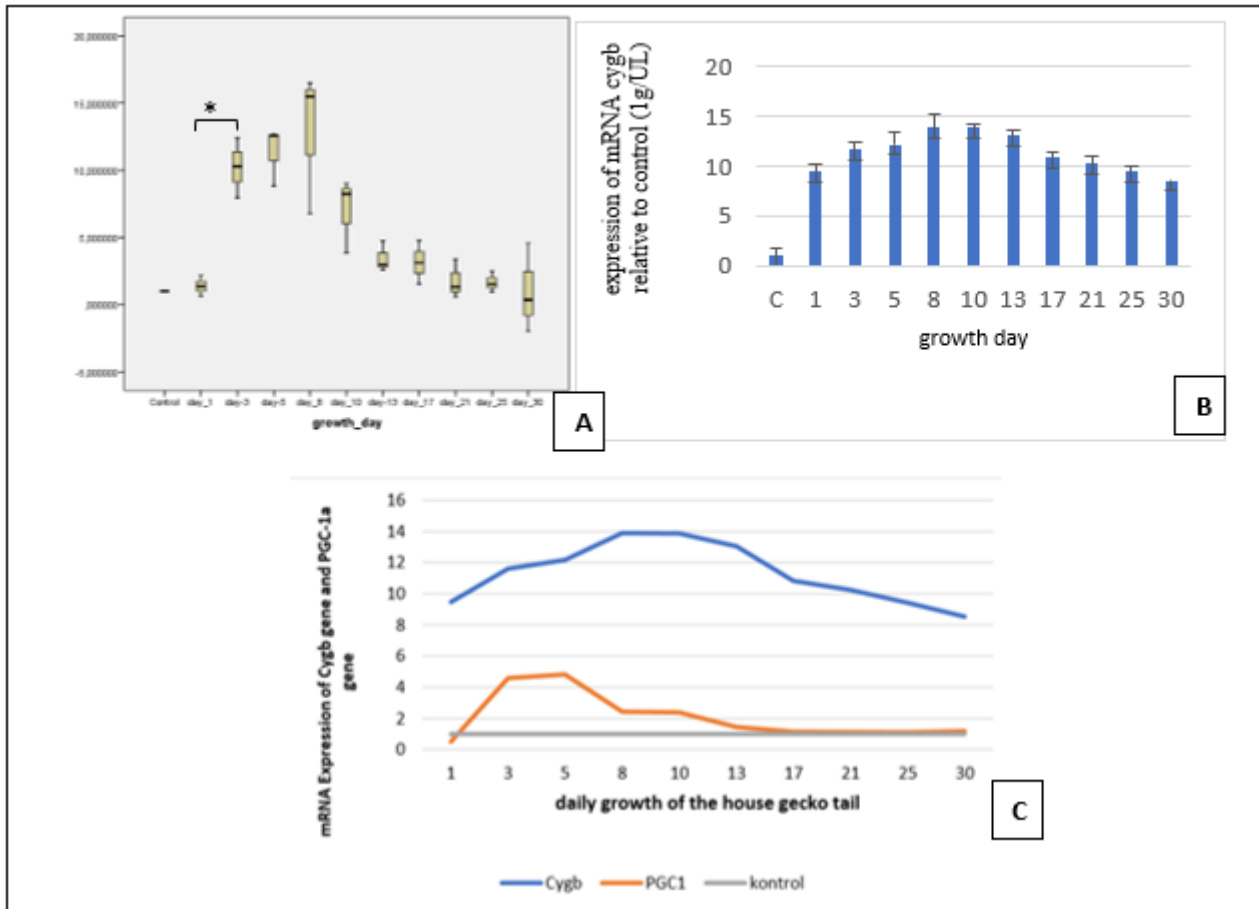 20,000000
15,000000
10,000000
5,000000
,000000
-5,000000
*
Control day_1 day-3 day-5 day_8 day_10 day-13 day_17 day_21 day_25 day_30
growth_day
A
expression of mRNA cygb
relative to control (1g/UL)
20
15
10
5
0
C 1 3 5 8 10 13 17 21 25 30
growth day
B
mRNA Expression of Cygb gene and PGC-1a
gene
16
14
12
10
8
6
4
2
0
1 3 5 8 10 13 17 21 25 30
daily growth of the house gecko tail
C
Cygb PGC1 kontrol